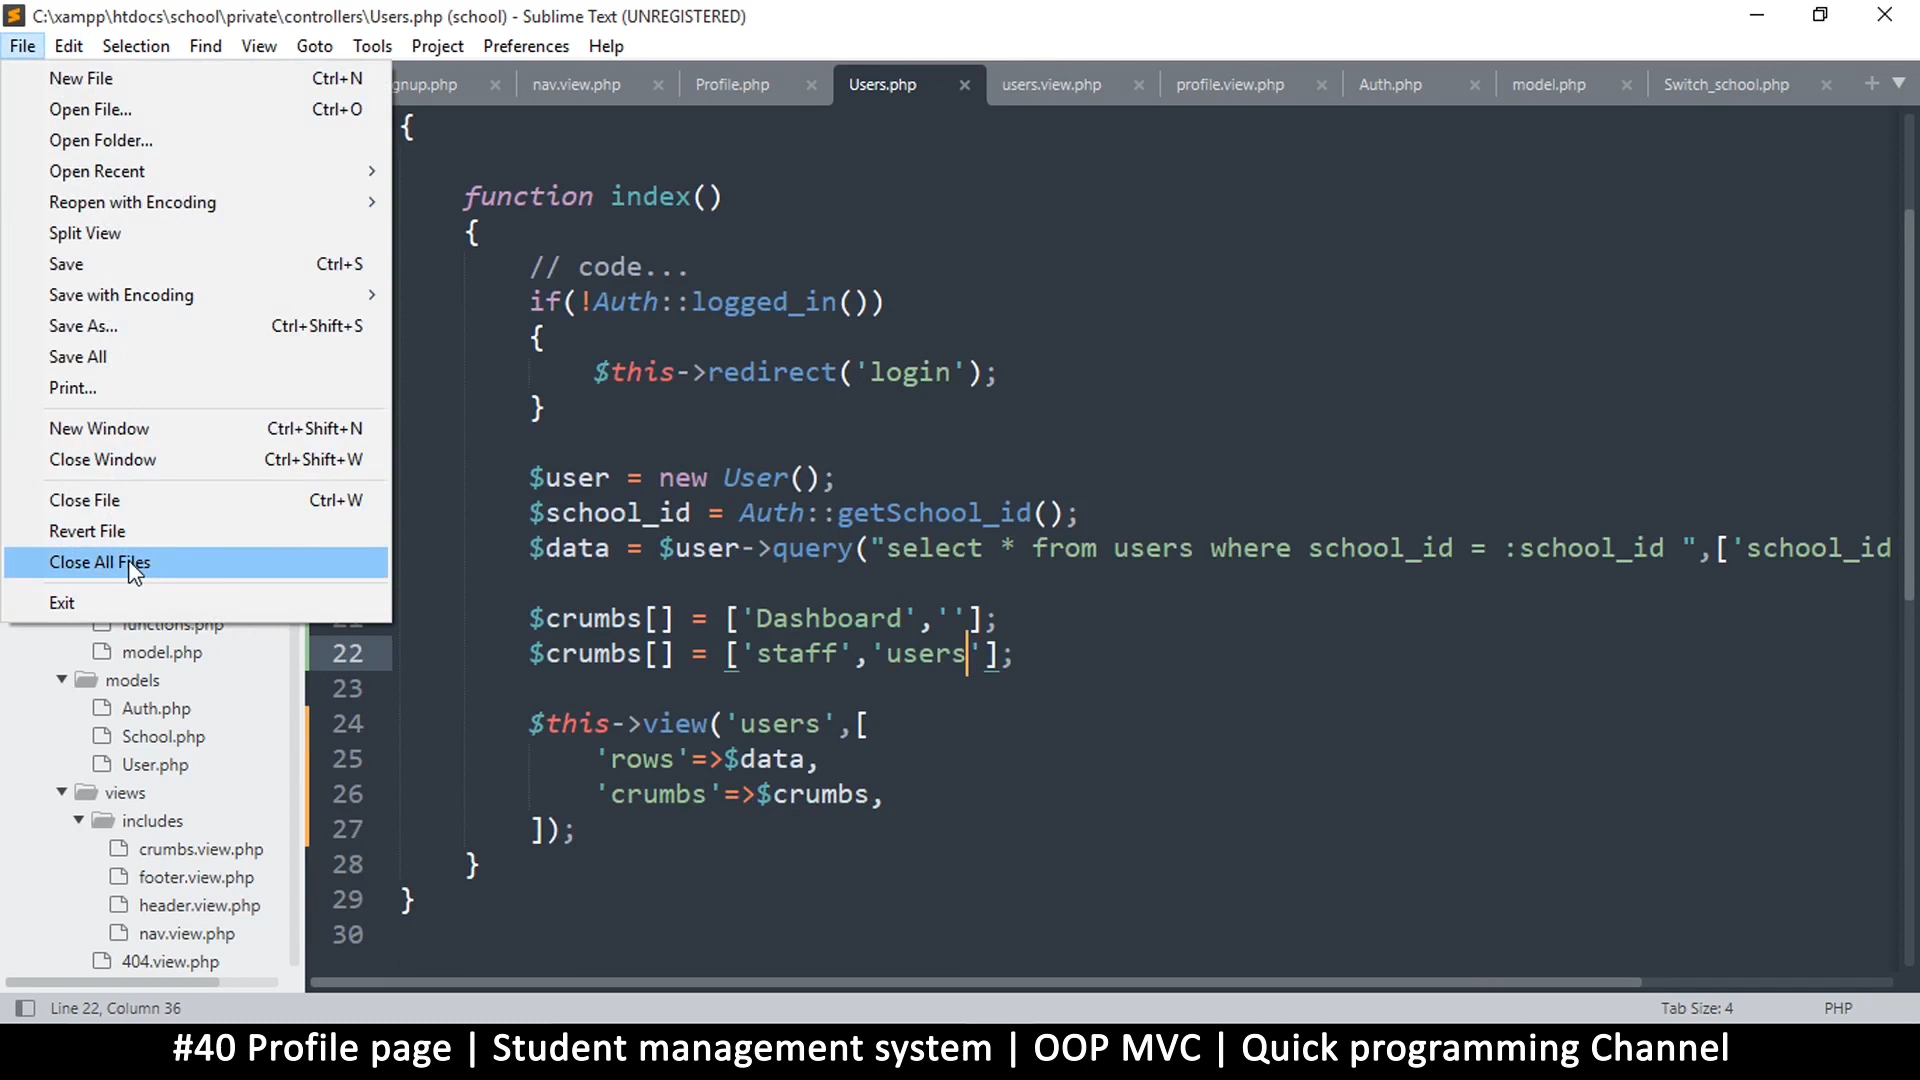 C:\xampp\htdocs\school\private\controllers\Users.php (school) - Sublime Text (UNREGISTERED)
File Edit Selection Find View Goto Tools Project Preferences Help
gnup.php nav.view.php Profile.php Users.php users.view.php profile.view.php Auth.php model.php Switch_school.php
New File Ctrl+N
Open File... Ctrl+O
Open Folder...
Open Recent
Reopen with Encoding
Split View
Save Ctrl+S
Save with Encoding
Save As... Ctrl+Shift+S
Save All
Print...
New Window Ctrl+Shift+N
Close Window Ctrl+Shift+W
Close File Ctrl+W
Revert File
Close All Files
Exit
functions.php
model.php
models
Auth.php
School.php
User.php
views
includes
crumbs.view.php
footer.view.php
header.view.php
nav.view.php
404.view.php
{
function index()
{
// code...
if(!Auth::logged_in())
{
$this->redirect('login');
}
$user = new User();
$school_id = Auth::getSchool_id();
$data = $user->query("select * from users where school_id = :school_id ",['school_id
$crumbs[] = ['Dashboard',''];
22 $crumbs[] = ['staff','users'];
23
24 $this->view('users',[
25 'rows'=>$data,
26 'crumbs'=>$crumbs,
27 ]);
28 }
29 }
30
Line 22, Column 36 Tab Size: 4 PHP
#40 Profile page | Student management system | OOP MVC | Quick programming Channel